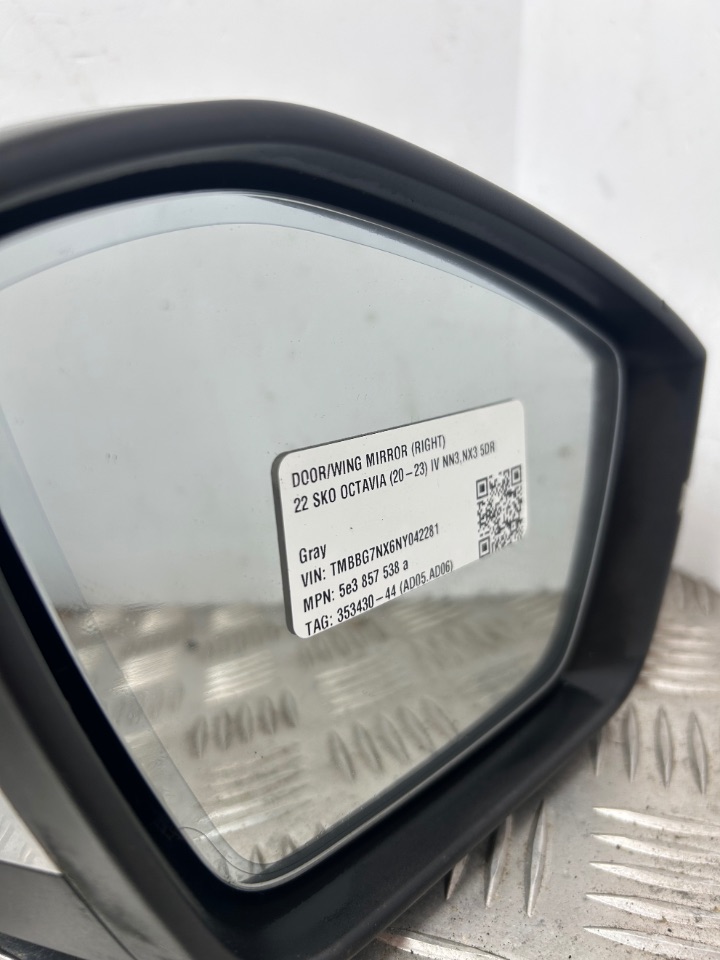 DOOR/WING MIRROR (RIGHT)
22 SKO OCTAVIA (20-23) IV NN3,NX3 5DR
Gray
VIN: TMBBG7NX6NY042281
MPN: 5e3 857 538 a
TAG: 353430-44 (AD05,AD06)